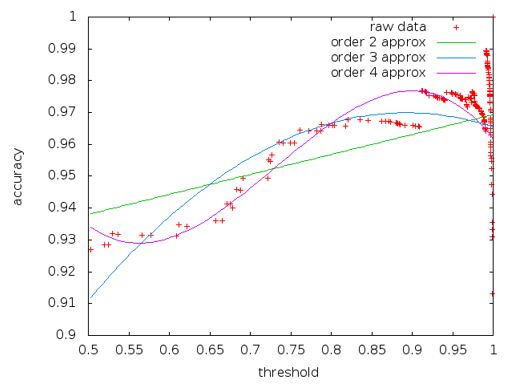 1
0.99
0.98
0.97
0.96
0.95
0.94
0.93
0.92
0.91
0.9
accuracy
raw data
order 2 approx
order 3 approx
order 4 approx
0.5 0.55 0.6 0.65 0.7 0.75 0.8 0.85 0.9 0.95 1
threshold